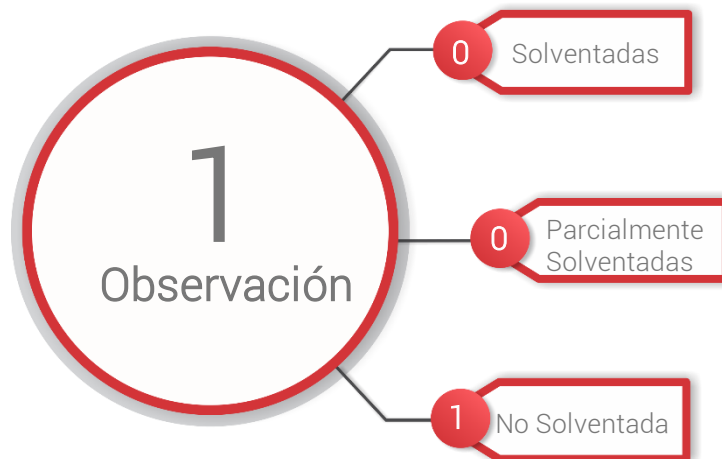 1
Observación
0
Solventadas
0
Parcialmente
Solventadas
1
No Solventada